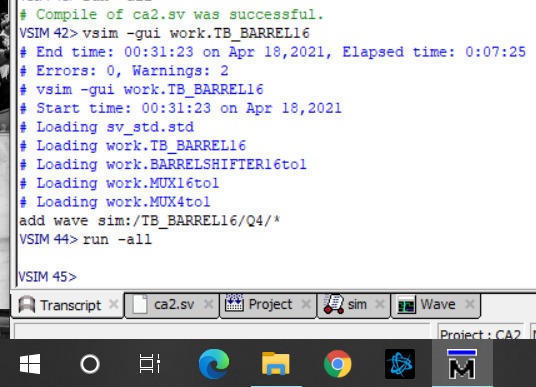 # Compile of ca2.sv was successful.
VSIM 42> vsim -gui work.TB_BARREL16
# End time: 00:31:23 on Apr 18,2021, Elapsed time: 0:07:25
# Errors: 0, Warnings: 2
# vsim -gui work.TB_BARREL16
# Start time: 00:31:23 on Apr 18,2021
# Loading sv_std.std
# Loading work.TB_BARREL16
# Loading work.BARRELSHIFTER16to1
# Loading work.MUX16to1
# Loading work.MUX4to1
add wave sim:/TB_BARREL16/Q4/*
VSIM 44> run -all
VSIM 45>
Transcript ca2.sv Project sim Wave
Project : CA2
M